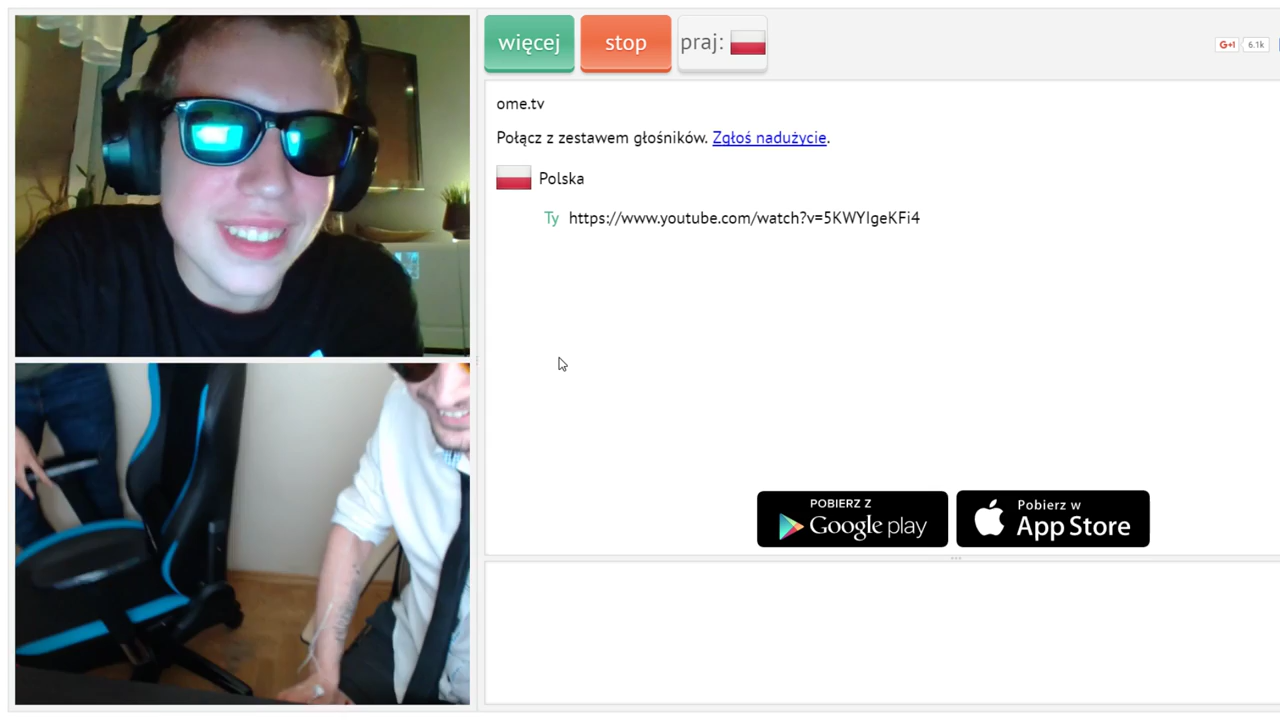 więcej
stop
praj:
G+1 6.1k
ome.tv
Połącz z zestawem głośników. Zgłoś nadużycie.
Polska
Ty https://www.youtube.com/watch?v=5KWYIgeKFi4
POBIERZ Z
Google play
Pobierz w
App Store